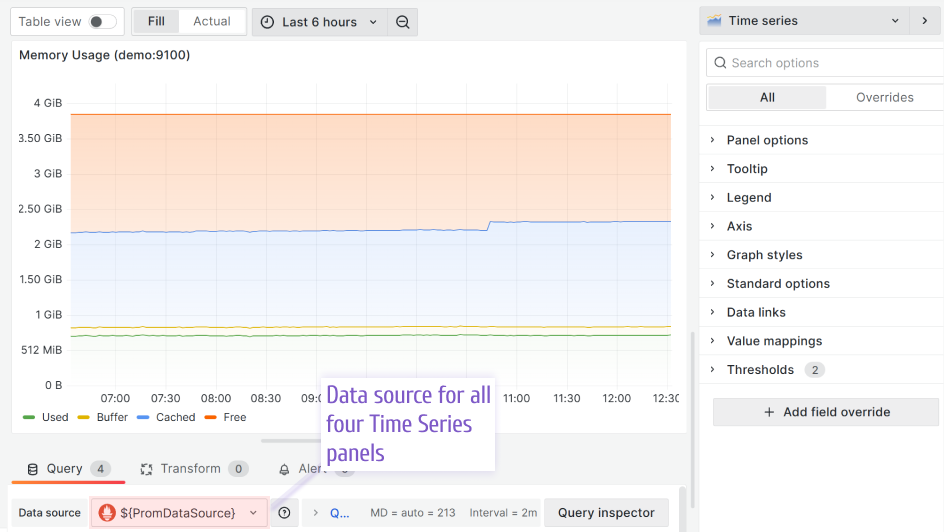 Table view Fill Actual Last 6 hours Time series
Memory Usage (demo:9100)
Search options
All Overrides
4 GiB
3.50 GiB
3 GiB
2.50 GiB
2 GiB
1.50 GiB
1 GiB
512 MiB
0 B
07:00 07:30 08:00 08:30 11:00 11:30 12:00 12:30
Used Buffer Cached Free
Panel options
Tooltip
Legend
Axis
Graph styles
Standard options
Data links
Value mappings
Thresholds 2
+ Add field override
Data source for all
four Time Series
panels
Query 4 Transform 0
Data source ${PromDataSource} Q... MD = auto = 213 Interval = 2m Query inspector